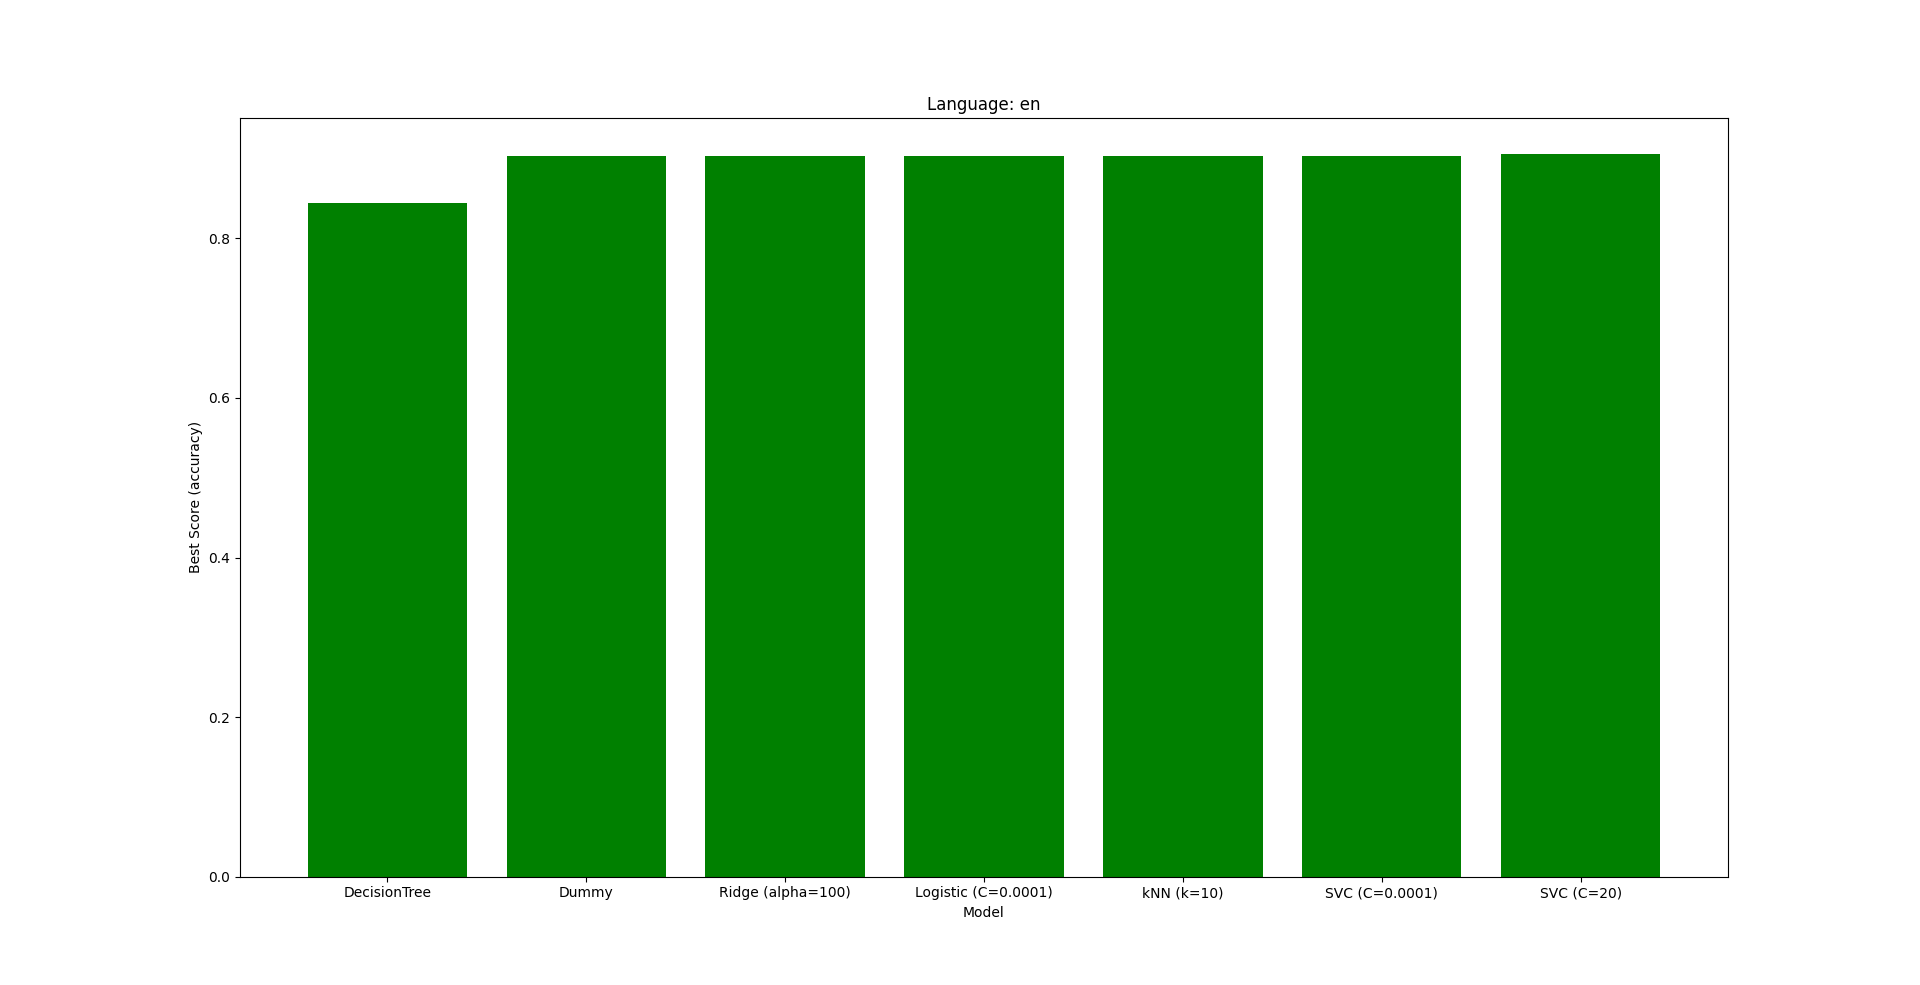 Language: en
Best Score (accuracy)
0.8
0.6
0.4
0.2
0.0
DecisionTree
Dummy
Ridge (alpha=100)
Logistic (C=0.0001)
kNN (k=10)
SVC (C=0.0001)
SVC (C=20)
Model